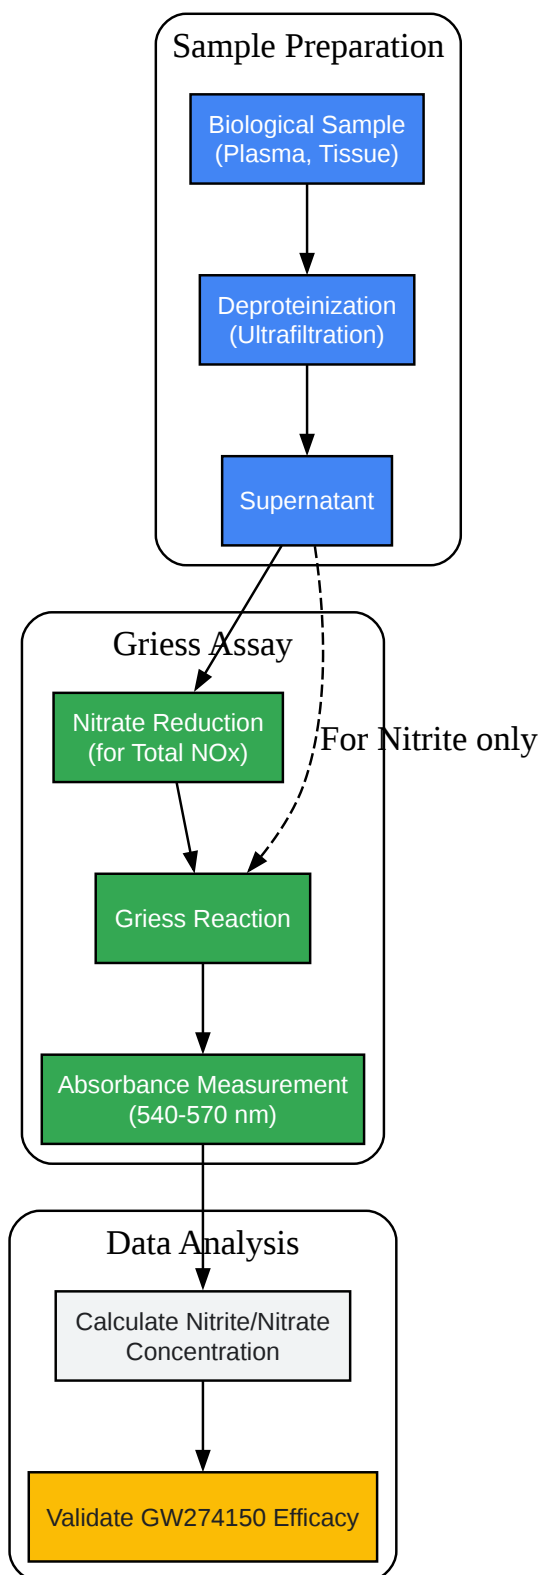 Sample Preparation
Biological Sample
(Plasma, Tissue)
Deproteinization
(Ultrafiltration)
Supernatant
Griess Assay
Nitrate Reduction
(for Total NOx)
For Nitrite only
Griess Reaction
Absorbance Measurement
(540-570 nm)
Data Analysis
Calculate Nitrite/Nitrate
Concentration
Validate GW274150 Efficacy